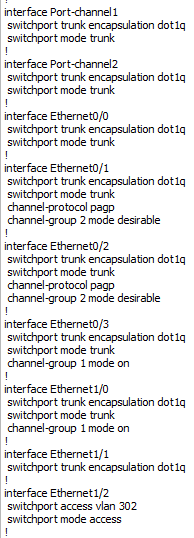 interface Port-channel1
switchport trunk encapsulation dot1q
switchport mode trunk
!
interface Port-channel2
switchport trunk encapsulation dot1q
switchport mode trunk
!
interface Ethernet0/0
switchport trunk encapsulation dot1q
switchport mode trunk
!
interface Ethernet0/1
switchport trunk encapsulation dot1q
switchport mode trunk
channel-protocol pagp
channel-group 2 mode desirable
!
interface Ethernet0/2
switchport trunk encapsulation dot1q
switchport mode trunk
channel-protocol pagp
channel-group 2 mode desirable
!
interface Ethernet0/3
switchport trunk encapsulation dot1q
switchport mode trunk
channel-group 1 mode on
!
interface Ethernet1/0
switchport trunk encapsulation dot1q
switchport mode trunk
channel-group 1 mode on
!
interface Ethernet1/1
switchport trunk encapsulation dot1q
!
interface Ethernet1/2
switchport access vlan 302
switchport mode access
!